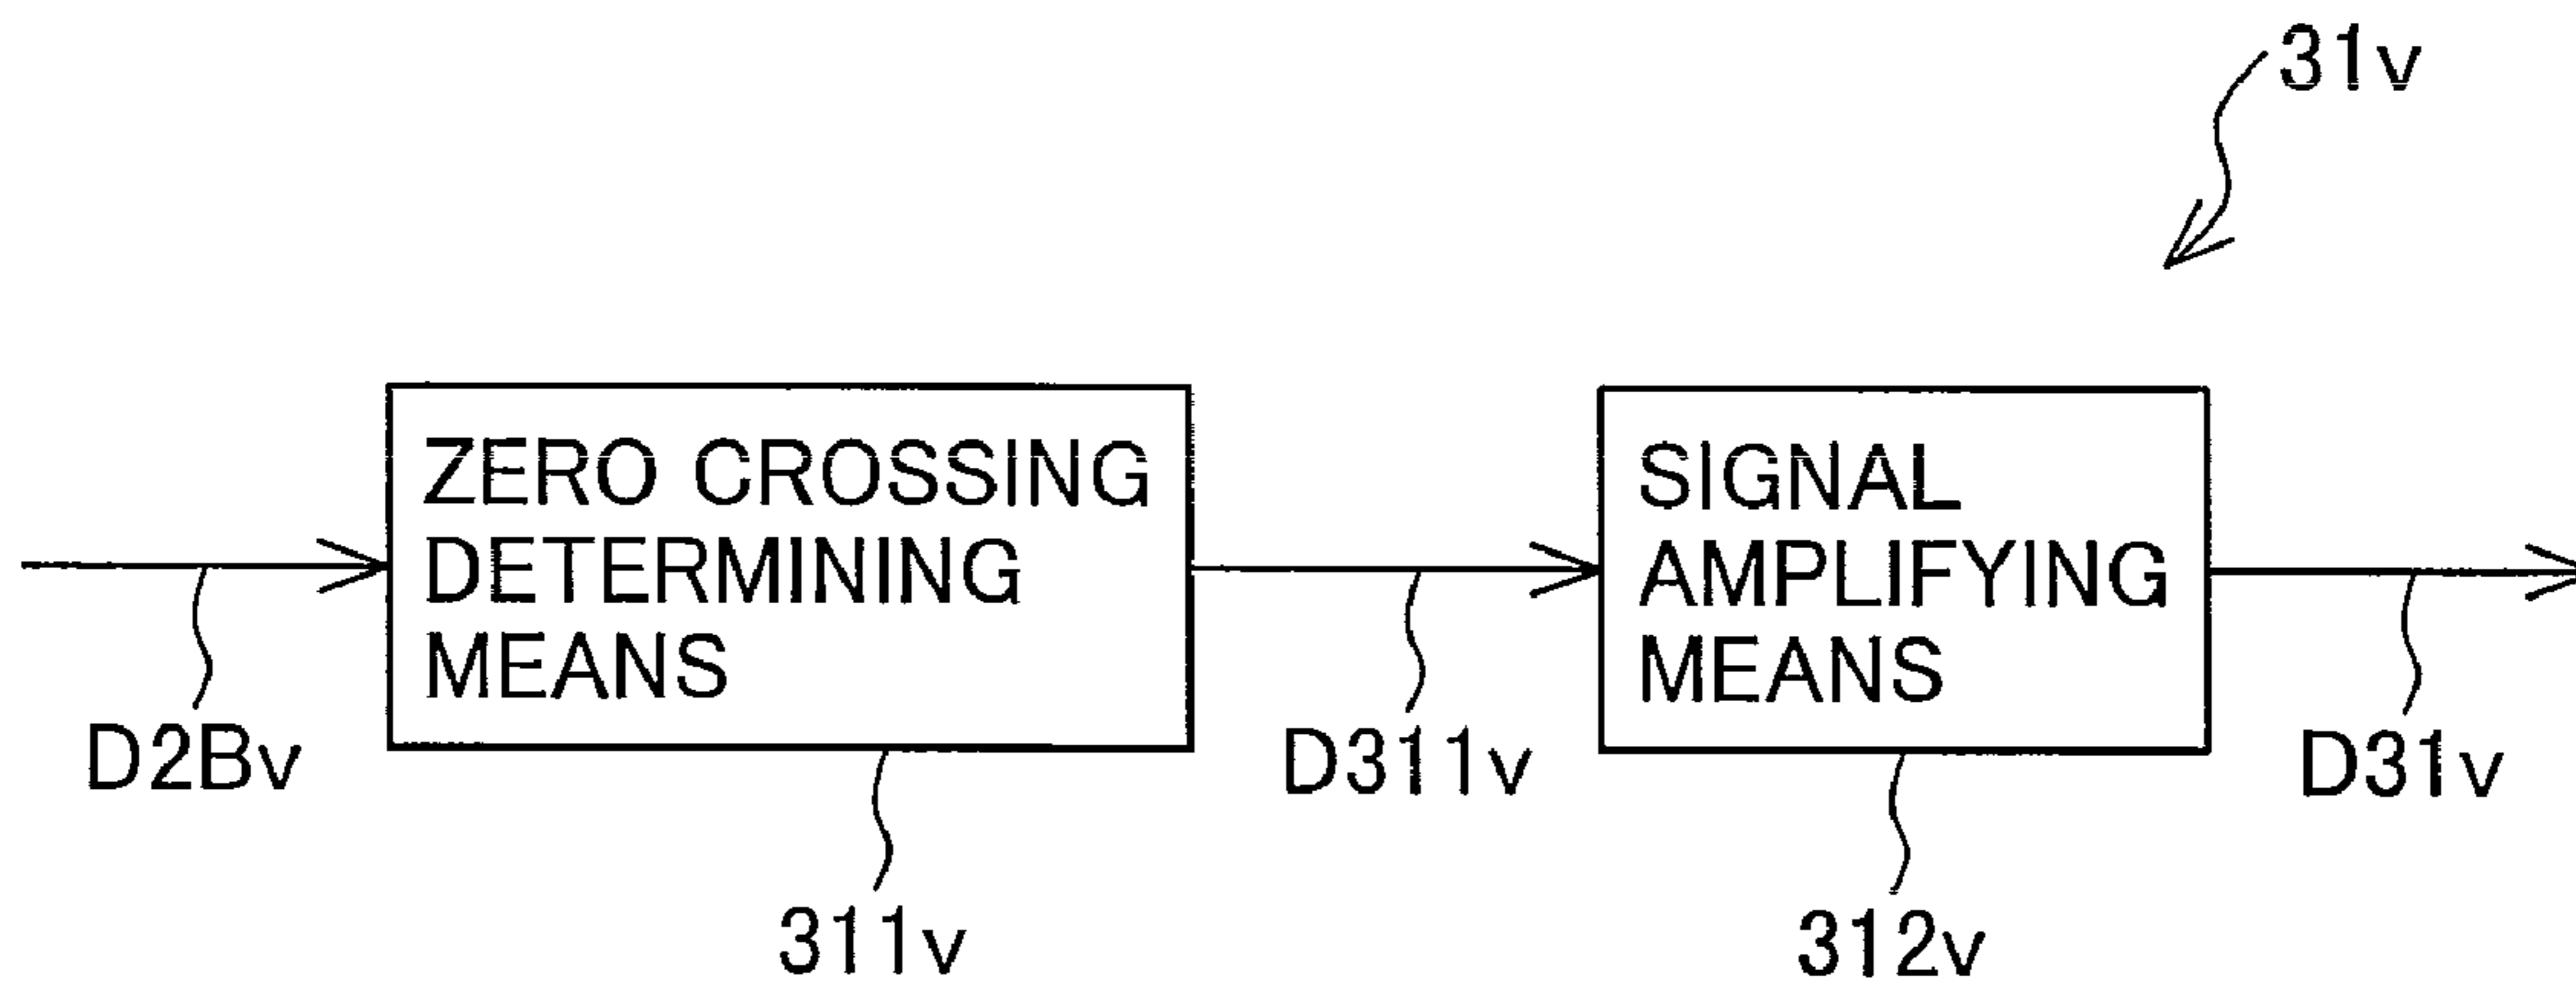 31v
ZERO CROSSING
DETERMINING
MEANS
SIGNAL
AMPLIFYING
MEANS
D2Bv
D311v
D31v
311v
312v